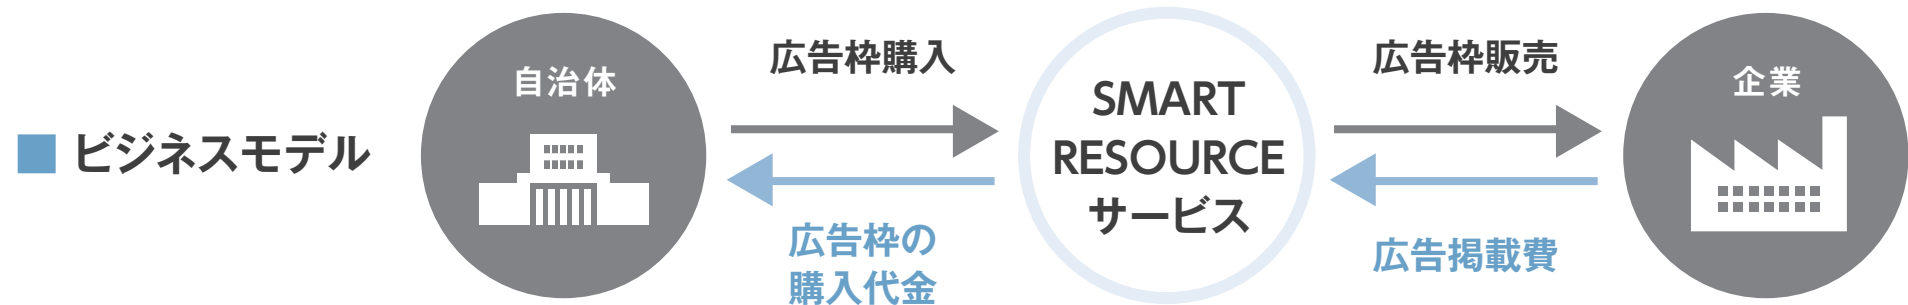 ビジネスモデル
自治体
広告枠購入
広告枠の
購入代金
SMART
RESOURCE
サービス
広告枠販売
広告掲載費
企業